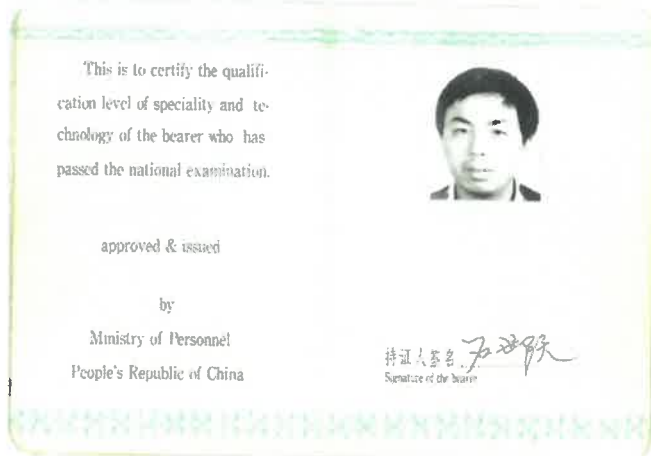 This is to certify the qualifi-
cation level of speciality and te-
chnology of the bearer who has
passed the national examination.
approved & issued
by
Ministry of Personnel
People's Republic of China
持证人签名
Signature of the bearer